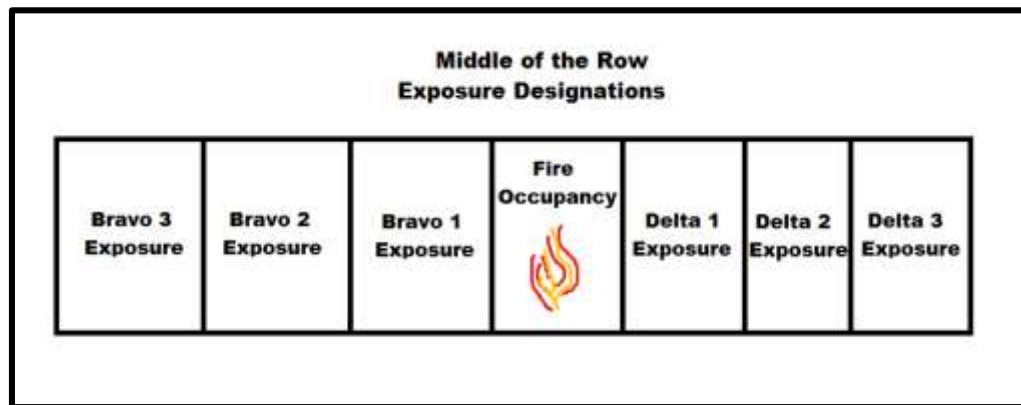 Middle of the Row
Exposure Designations
Bravo 3
Exposure
Bravo 2
Exposure
Bravo 1
Exposure
Fire
Occupancy
Delta 1
Exposure
Delta 2
Exposure
Delta 3
Exposure